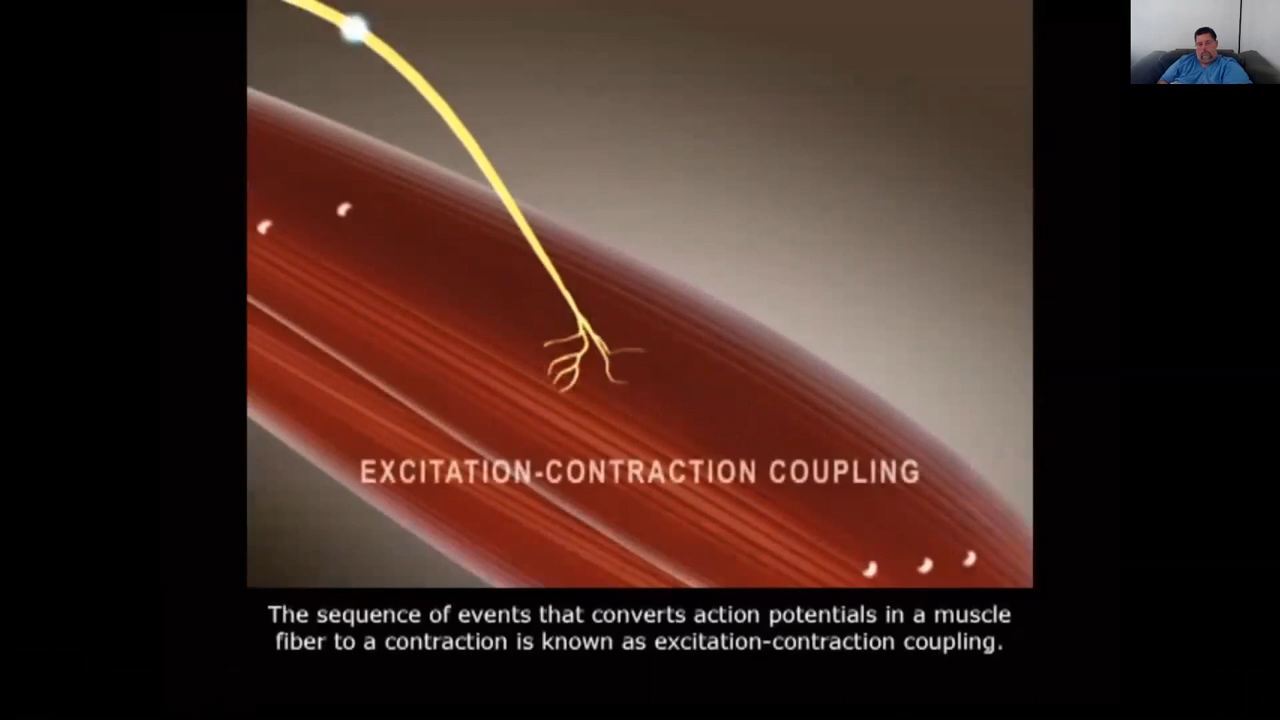 EXCITATION-CONTRACTION COUPLING
The sequence of events that converts action potentials in a muscle
fiber to a contraction is known as excitation-contraction coupling.